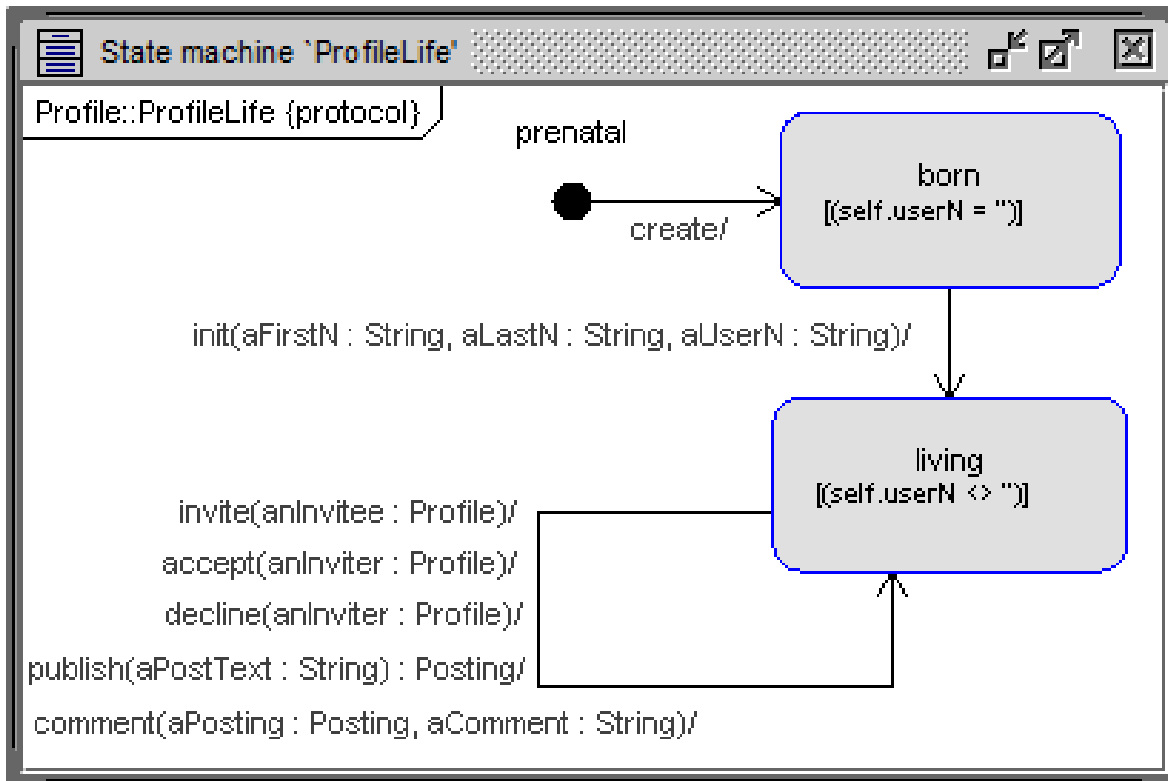 State machine `ProfileLife'
Profile::ProfileLife {protocol}
prenatal
born
[(self.userN = '')]
create/
init(aFirstN : String, aLastN : String, aUserN : String)/
living
[(self.userN <> '')]
invite(anInvitee : Profile)/
accept(anInviter : Profile)/
decline(anInviter : Profile)/
publish(aPostText : String) : Posting/
comment(aPosting : Posting, aComment : String)/